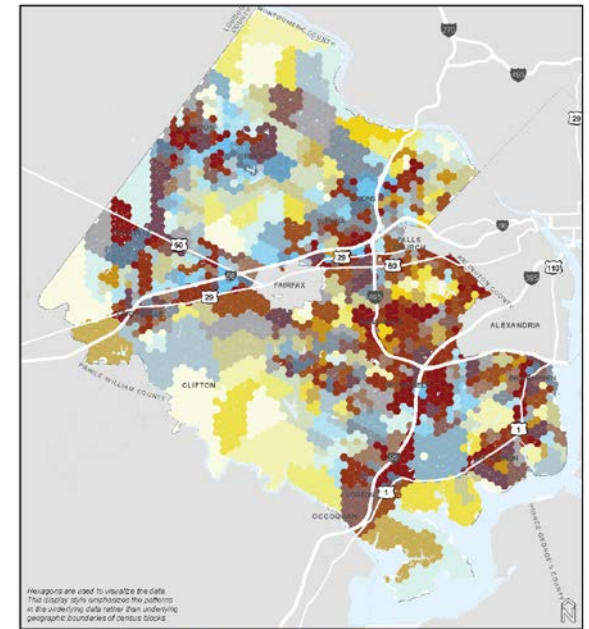 MONTGOMERY COUNTY
LOUDOUN COUNTY
270
495
29
50
29
66
50
FALLS CHURCH
66
ARLINGTON COUNTY
110
395
29
FAIRFAX
495
ALEXANDRIA
PRINCE WILLIAM COUNTY
CLIFTON
1
95
1
LORTON
OCCOQUAN
PRINCE GEORGE'S COUNTY
Hexagons are used to visualize the data.
This display style emphasizes the patterns
in the underlying data rather than underlying
geographic boundaries of census blocks.
N